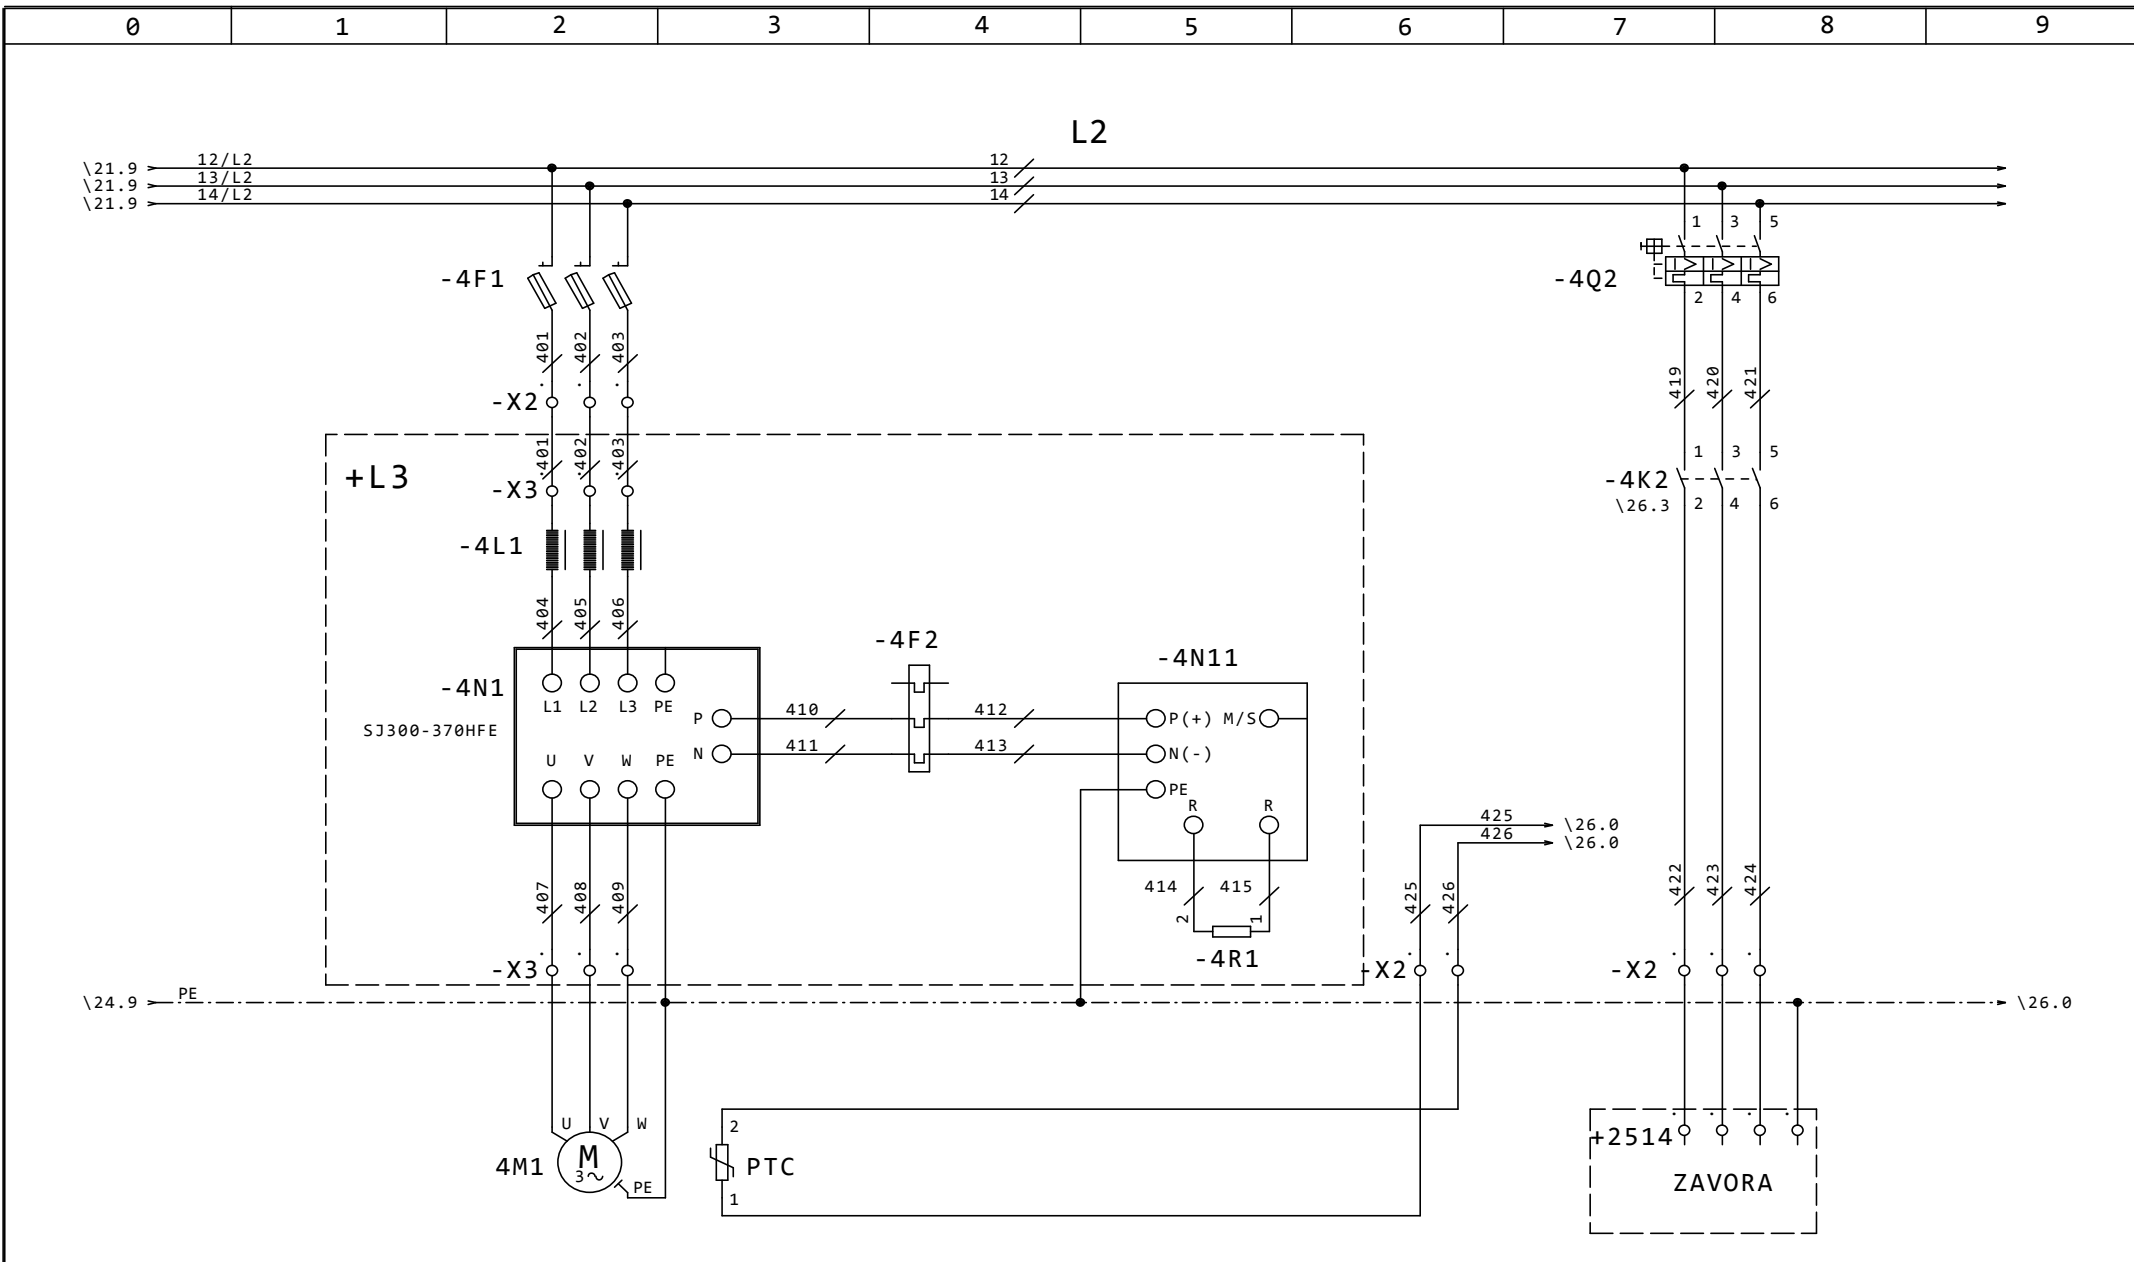 0 1 2 3 4 5 6 7 8 9
L2
\21.9 12/L2 12
\21.9 13/L2 13
\21.9 14/L2 14
1 3 5
-4F1
-4Q2
2 4 6
401 402 403
419 420 421
-X2
401 402 403
1 3 5
+L3
-X3
-4K2
\26.3 2 4 6
-4L1
404 405 406
-4F2
-4N1
-4N11
L1 L2 L3 PE
SJ300-370HFE
P 410 412 P(+) M/S
N 411 413 N(-)
U V W PE
PE
R R
425 \26.0
426 \26.0
407 408 409
414 415
425 426
422 423 424
2 1
-4R1
-X3
-X2
-X2
\24.9 PE \26.0
U V W
4M1
M
3~
PE
2
PTC
1
+2514
ZAVORA